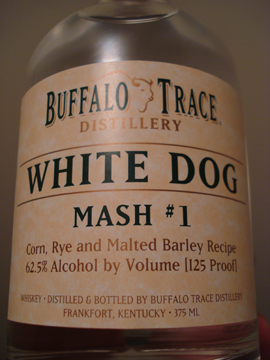 BUFFALO TRACE
DISTILLERY
WHITE DOG
MASH #1
Corn, Rye and Malted Barley Recipe
62.5% Alcohol by Volume [125 Proof]
WHISKEY • DISTILLED & BOTTLED BY BUFFALO TRACE DISTILLERY
FRANKFORT, KENTUCKY • 375 ML